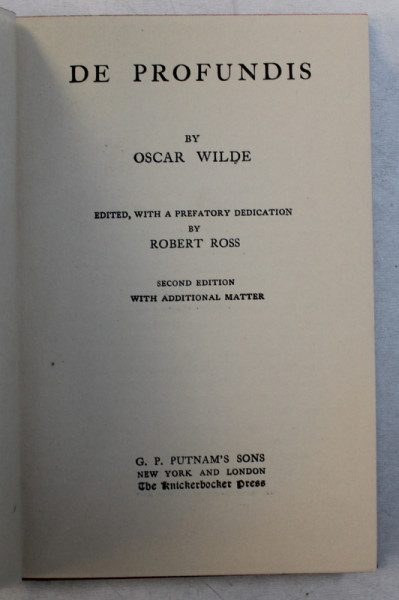 DE PROFUNDIS
BY
OSCAR WILDE
EDITED, WITH A PREFATORY DEDICATION
BY
ROBERT ROSS
SECOND EDITION
WITH ADDITIONAL MATTER
G. P. PUTNAM'S SONS
NEW YORK AND LONDON
The Knickerbocker Press